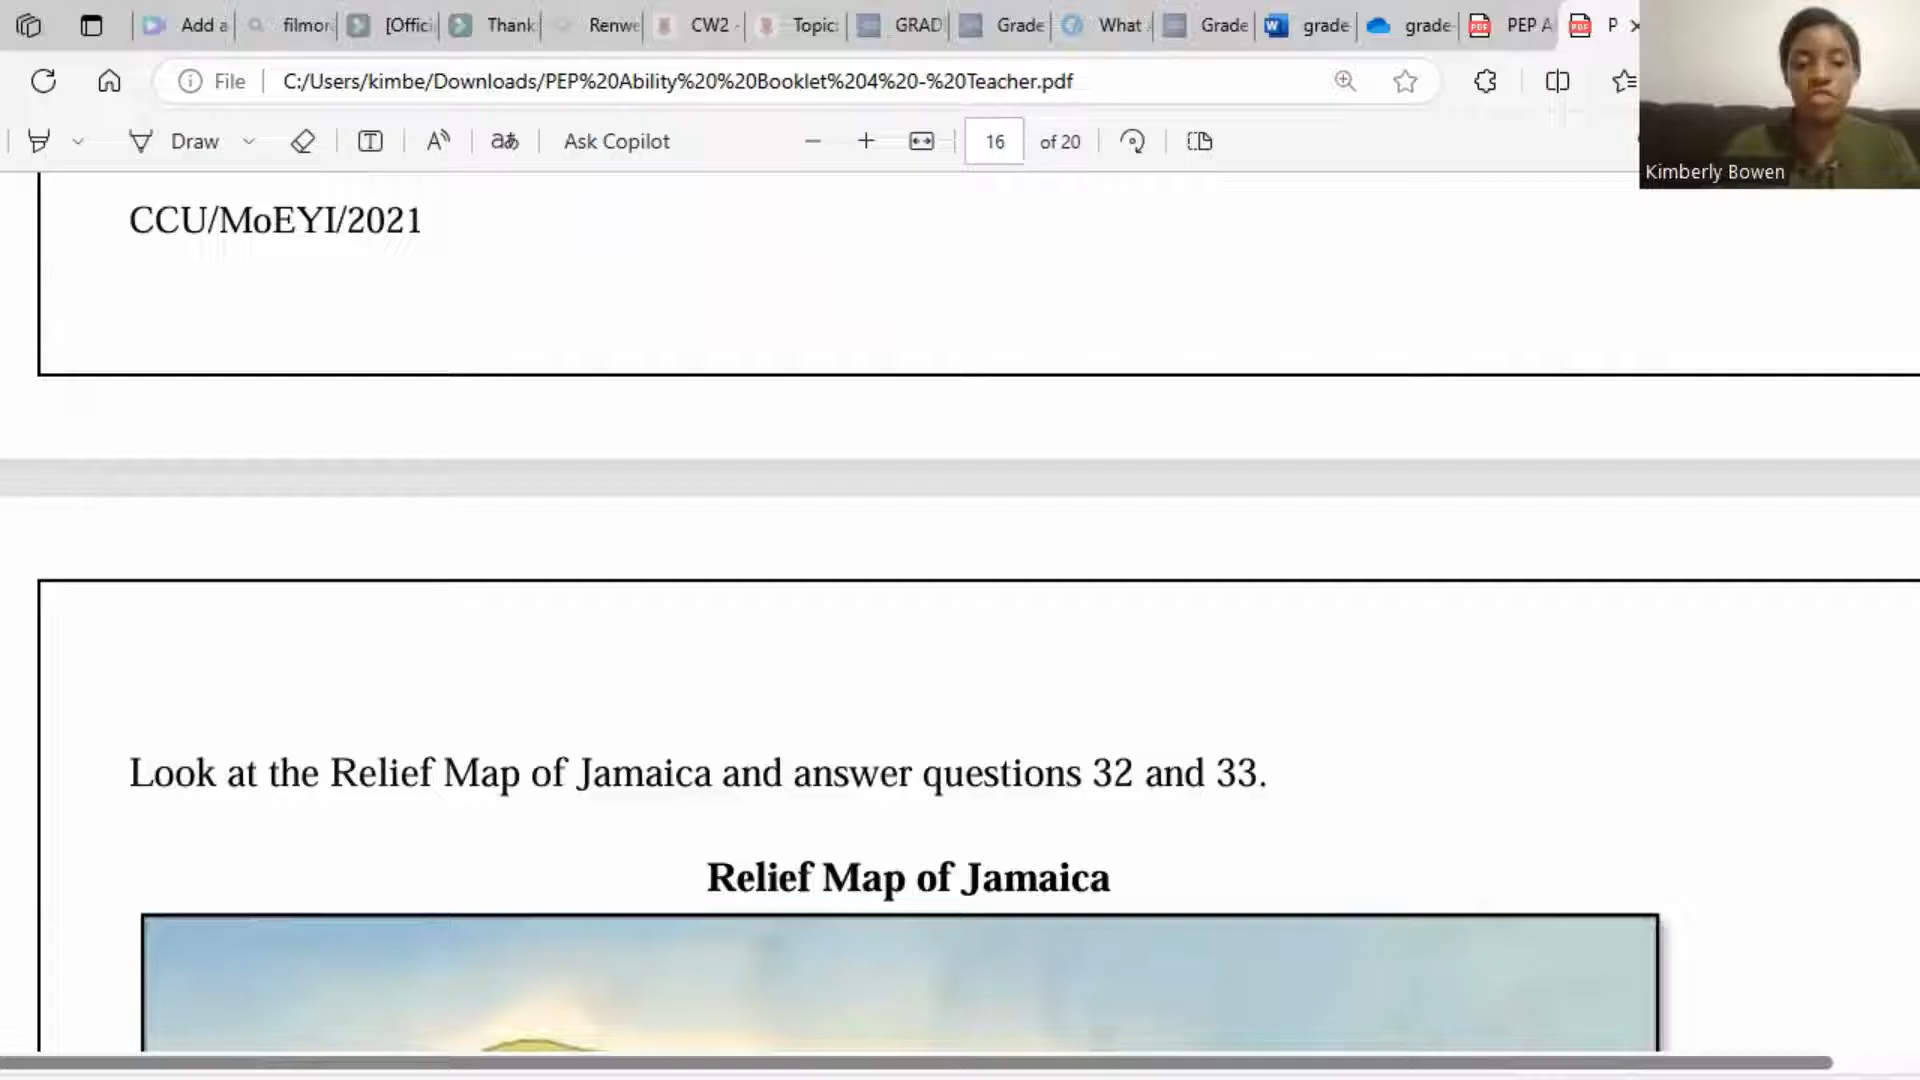 Add a filmor [Offici Thank Renwe CW2 - Topic: GRAD Grade What Grade grade grade- PEP A P
File C:/Users/kimbe/Downloads/PEP%20Ability%20%20Booklet%204%20-%20Teacher.pdf
Draw Ask Copilot 16 of 20
Kimberly Bowen
CCU/MoEYI/2021
Look at the Relief Map of Jamaica and answer questions 32 and 33.
Relief Map of Jamaica